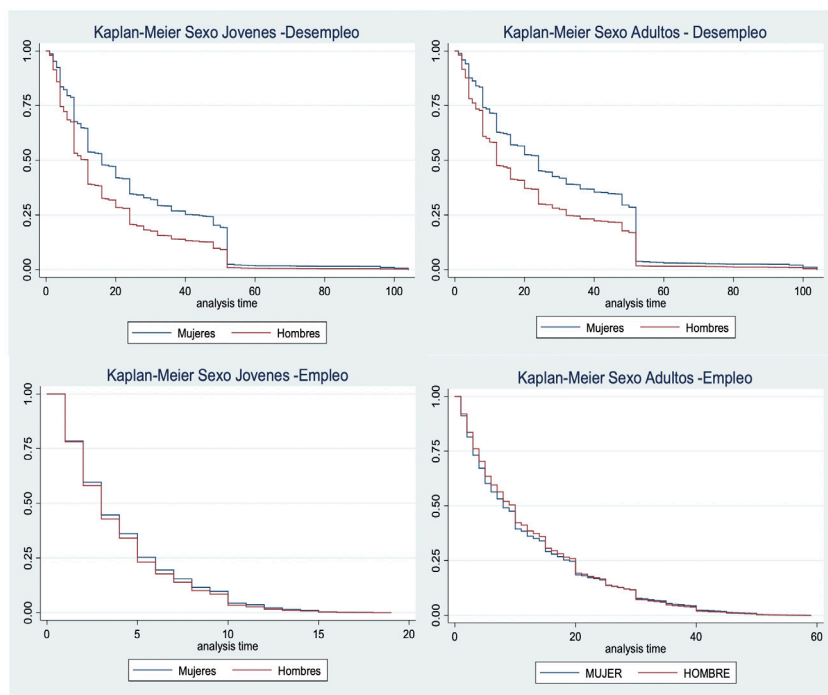 Kaplan-Meier Sexo Jovenes -Desempleo
1.00
0.75
0.50
0.25
0.00
0 20 40 60 80 100
analysis time
Mujeres Hombres
Kaplan-Meier Sexo Adultos - Desempleo
1.00
0.75
0.50
0.25
0.00
0 20 40 60 80 100
analysis time
Mujeres Hombres
Kaplan-Meier Sexo Jovenes -Empleo
1.00
0.75
0.50
0.25
0.00
0 5 10 15 20
analysis time
Mujeres Hombres
Kaplan-Meier Sexo Adultos -Empleo
1.00
0.75
0.50
0.25
0.00
0 20 40 60
analysis time
MUJER HOMBRE